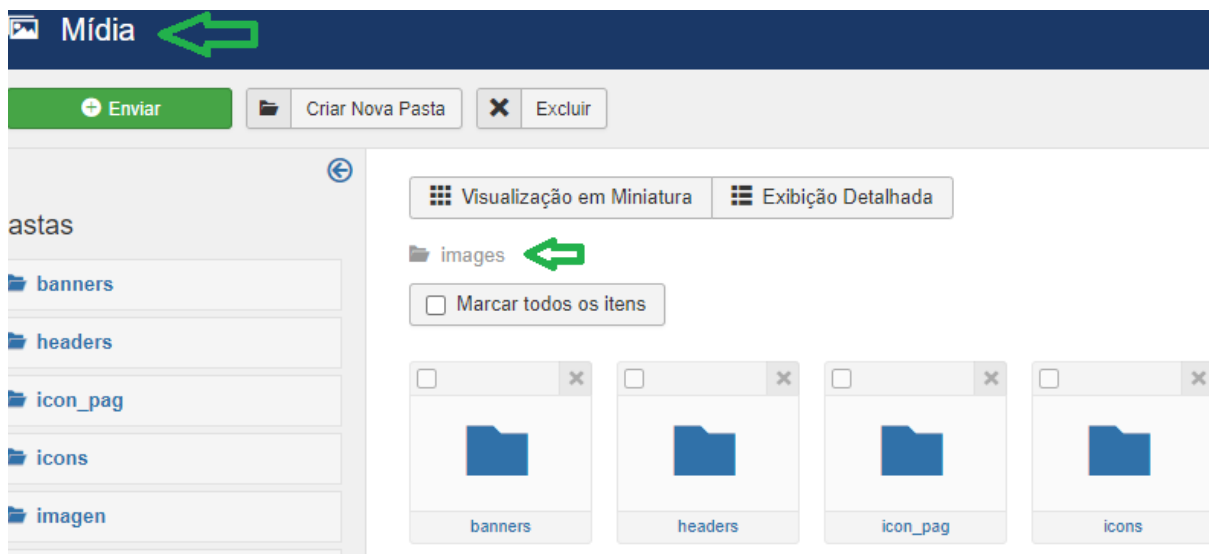 Mídia
Enviar
Criar Nova Pasta
Excluir
astas
banners
headers
icon_pag
icons
imagen
Visualização em Miniatura
Exibição Detalhada
images
Marcar todos os itens
banners
headers
icon_pag
icons